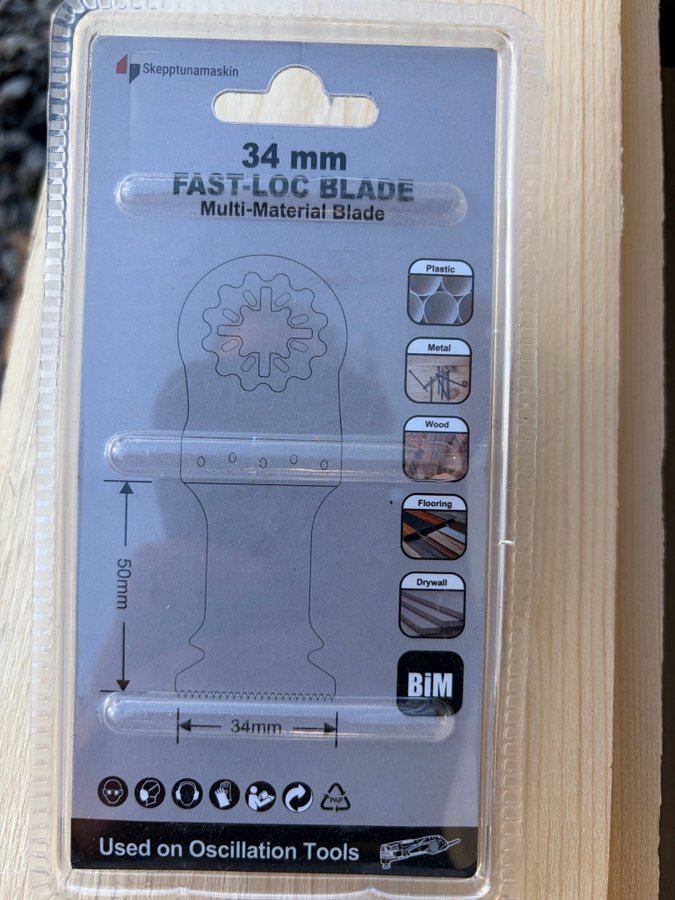 Skepptunamaskin
34 mm
FAST-LOC BLADE
Multi-Material Blade
Plastic
Metal
Wood
Flooring
Drywall
BiM
50mm
34mm
PAP
Used on Oscillation Tools